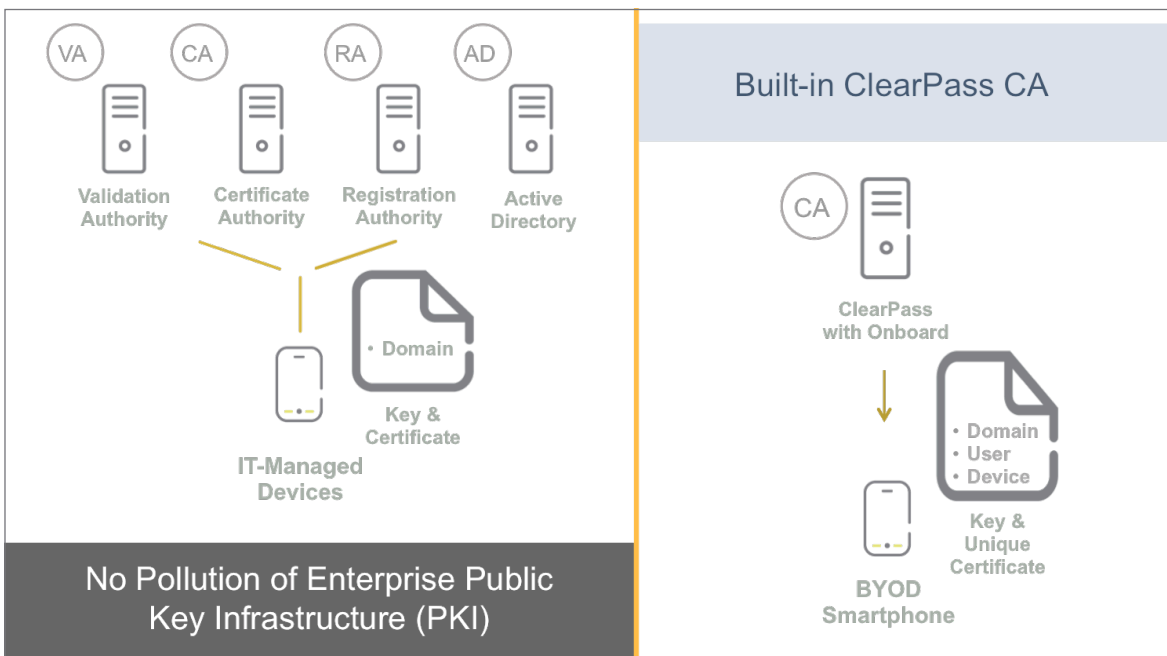 VA
CA
RA
AD
Validation
Authority
Certificate
Authority
Registration
Authority
Active
Directory
• Domain
Key &
Certificate
IT-Managed
Devices
No Pollution of Enterprise Public
Key Infrastructure (PKI)
Built-in ClearPass CA
CA
ClearPass
with Onboard
• Domain
• User
• Device
Key &
Unique
Certificate
BYOD
Smartphone